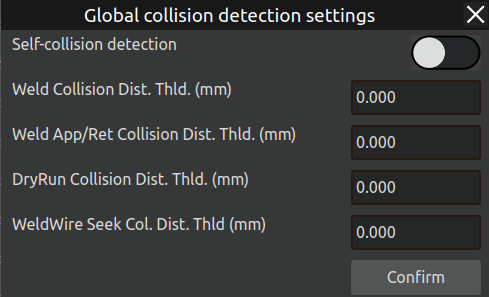 Global collision detection settings
Self-collision detection
Weld Collision Dist. Thld. (mm) 0.000
Weld App/Ret Collision Dist. Thld. (mm) 0.000
DryRun Collision Dist. Thld. (mm) 0.000
WeldWire Seek Col. Dist. Thld (mm) 0.000
Confirm